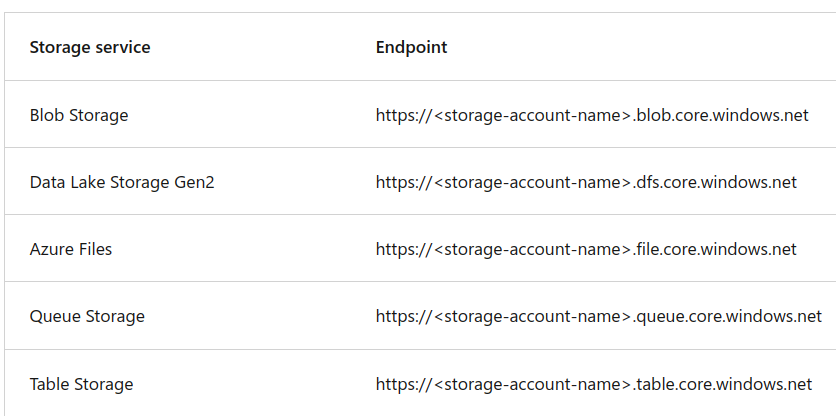 Storage service Endpoint
Blob Storage https://<storage-account-name>.blob.core.windows.net
Data Lake Storage Gen2 https://<storage-account-name>.dfs.core.windows.net
Azure Files https://<storage-account-name>.file.core.windows.net
Queue Storage https://<storage-account-name>.queue.core.windows.net
Table Storage https://<storage-account-name>.table.core.windows.net